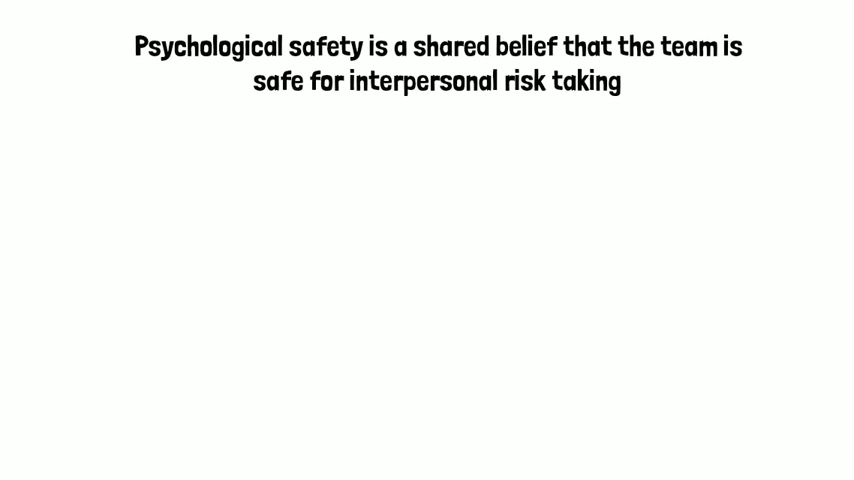 Psychological safety is a shared belief that the team is
safe for interpersonal risk taking